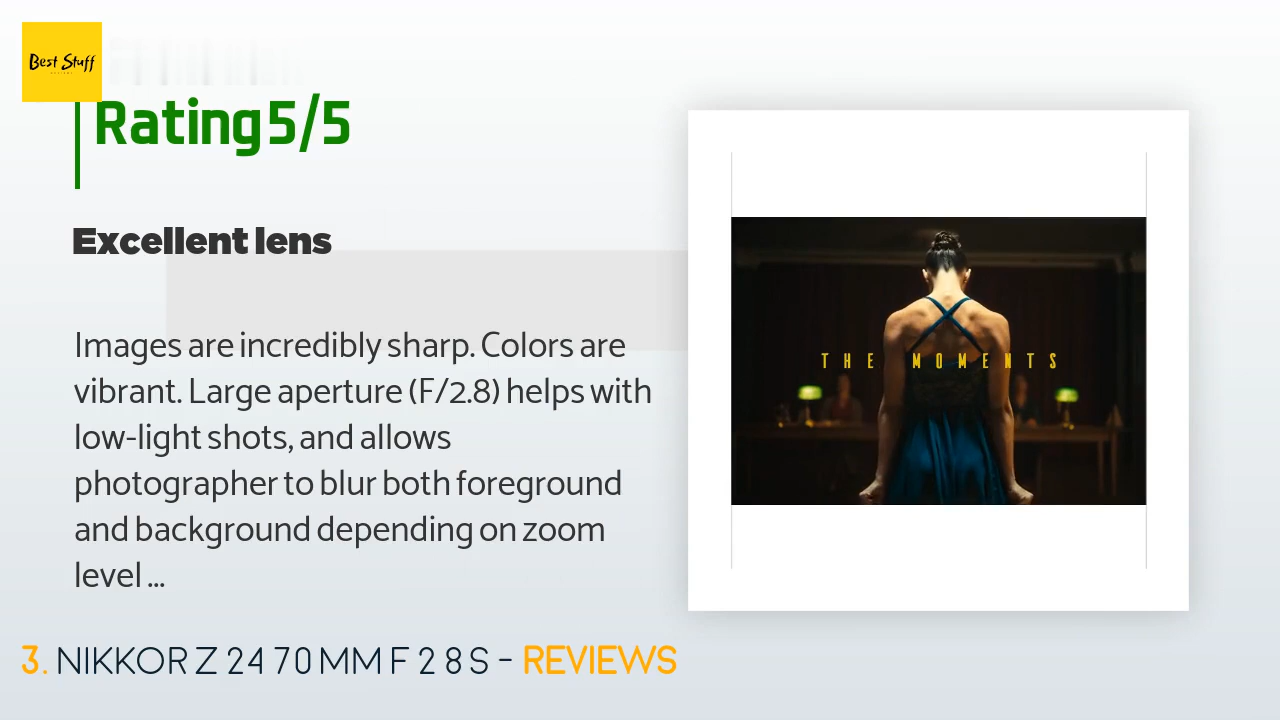 Best Stuff
Rating 5/5
Excellent lens
Images are incredibly sharp. Colors are
vibrant. Large aperture (F/2.8) helps with
low-light shots, and allows
photographer to blur both foreground
and background depending on zoom
level ...
THE MOMENTS
3. NIKKOR Z 24 70 MM F 2 8 S - REVIEWS